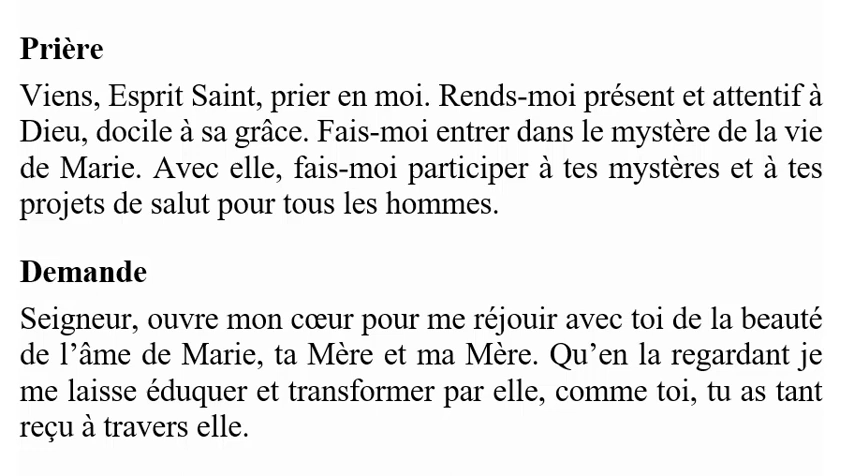 Prière
Viens, Esprit Saint, prier en moi. Rends-moi présent et attentif à
Dieu, docile à sa grâce. Fais-moi entrer dans le mystère de la vie
de Marie. Avec elle, fais-moi participer à tes mystères et à tes
projets de salut pour tous les hommes.
Demande
Seigneur, ouvre mon cœur pour me réjouir avec toi de la beauté
de l’âme de Marie, ta Mère et ma Mère. Qu’en la regardant je
me laisse éduquer et transformer par elle, comme toi, tu as tant
reçu à travers elle.